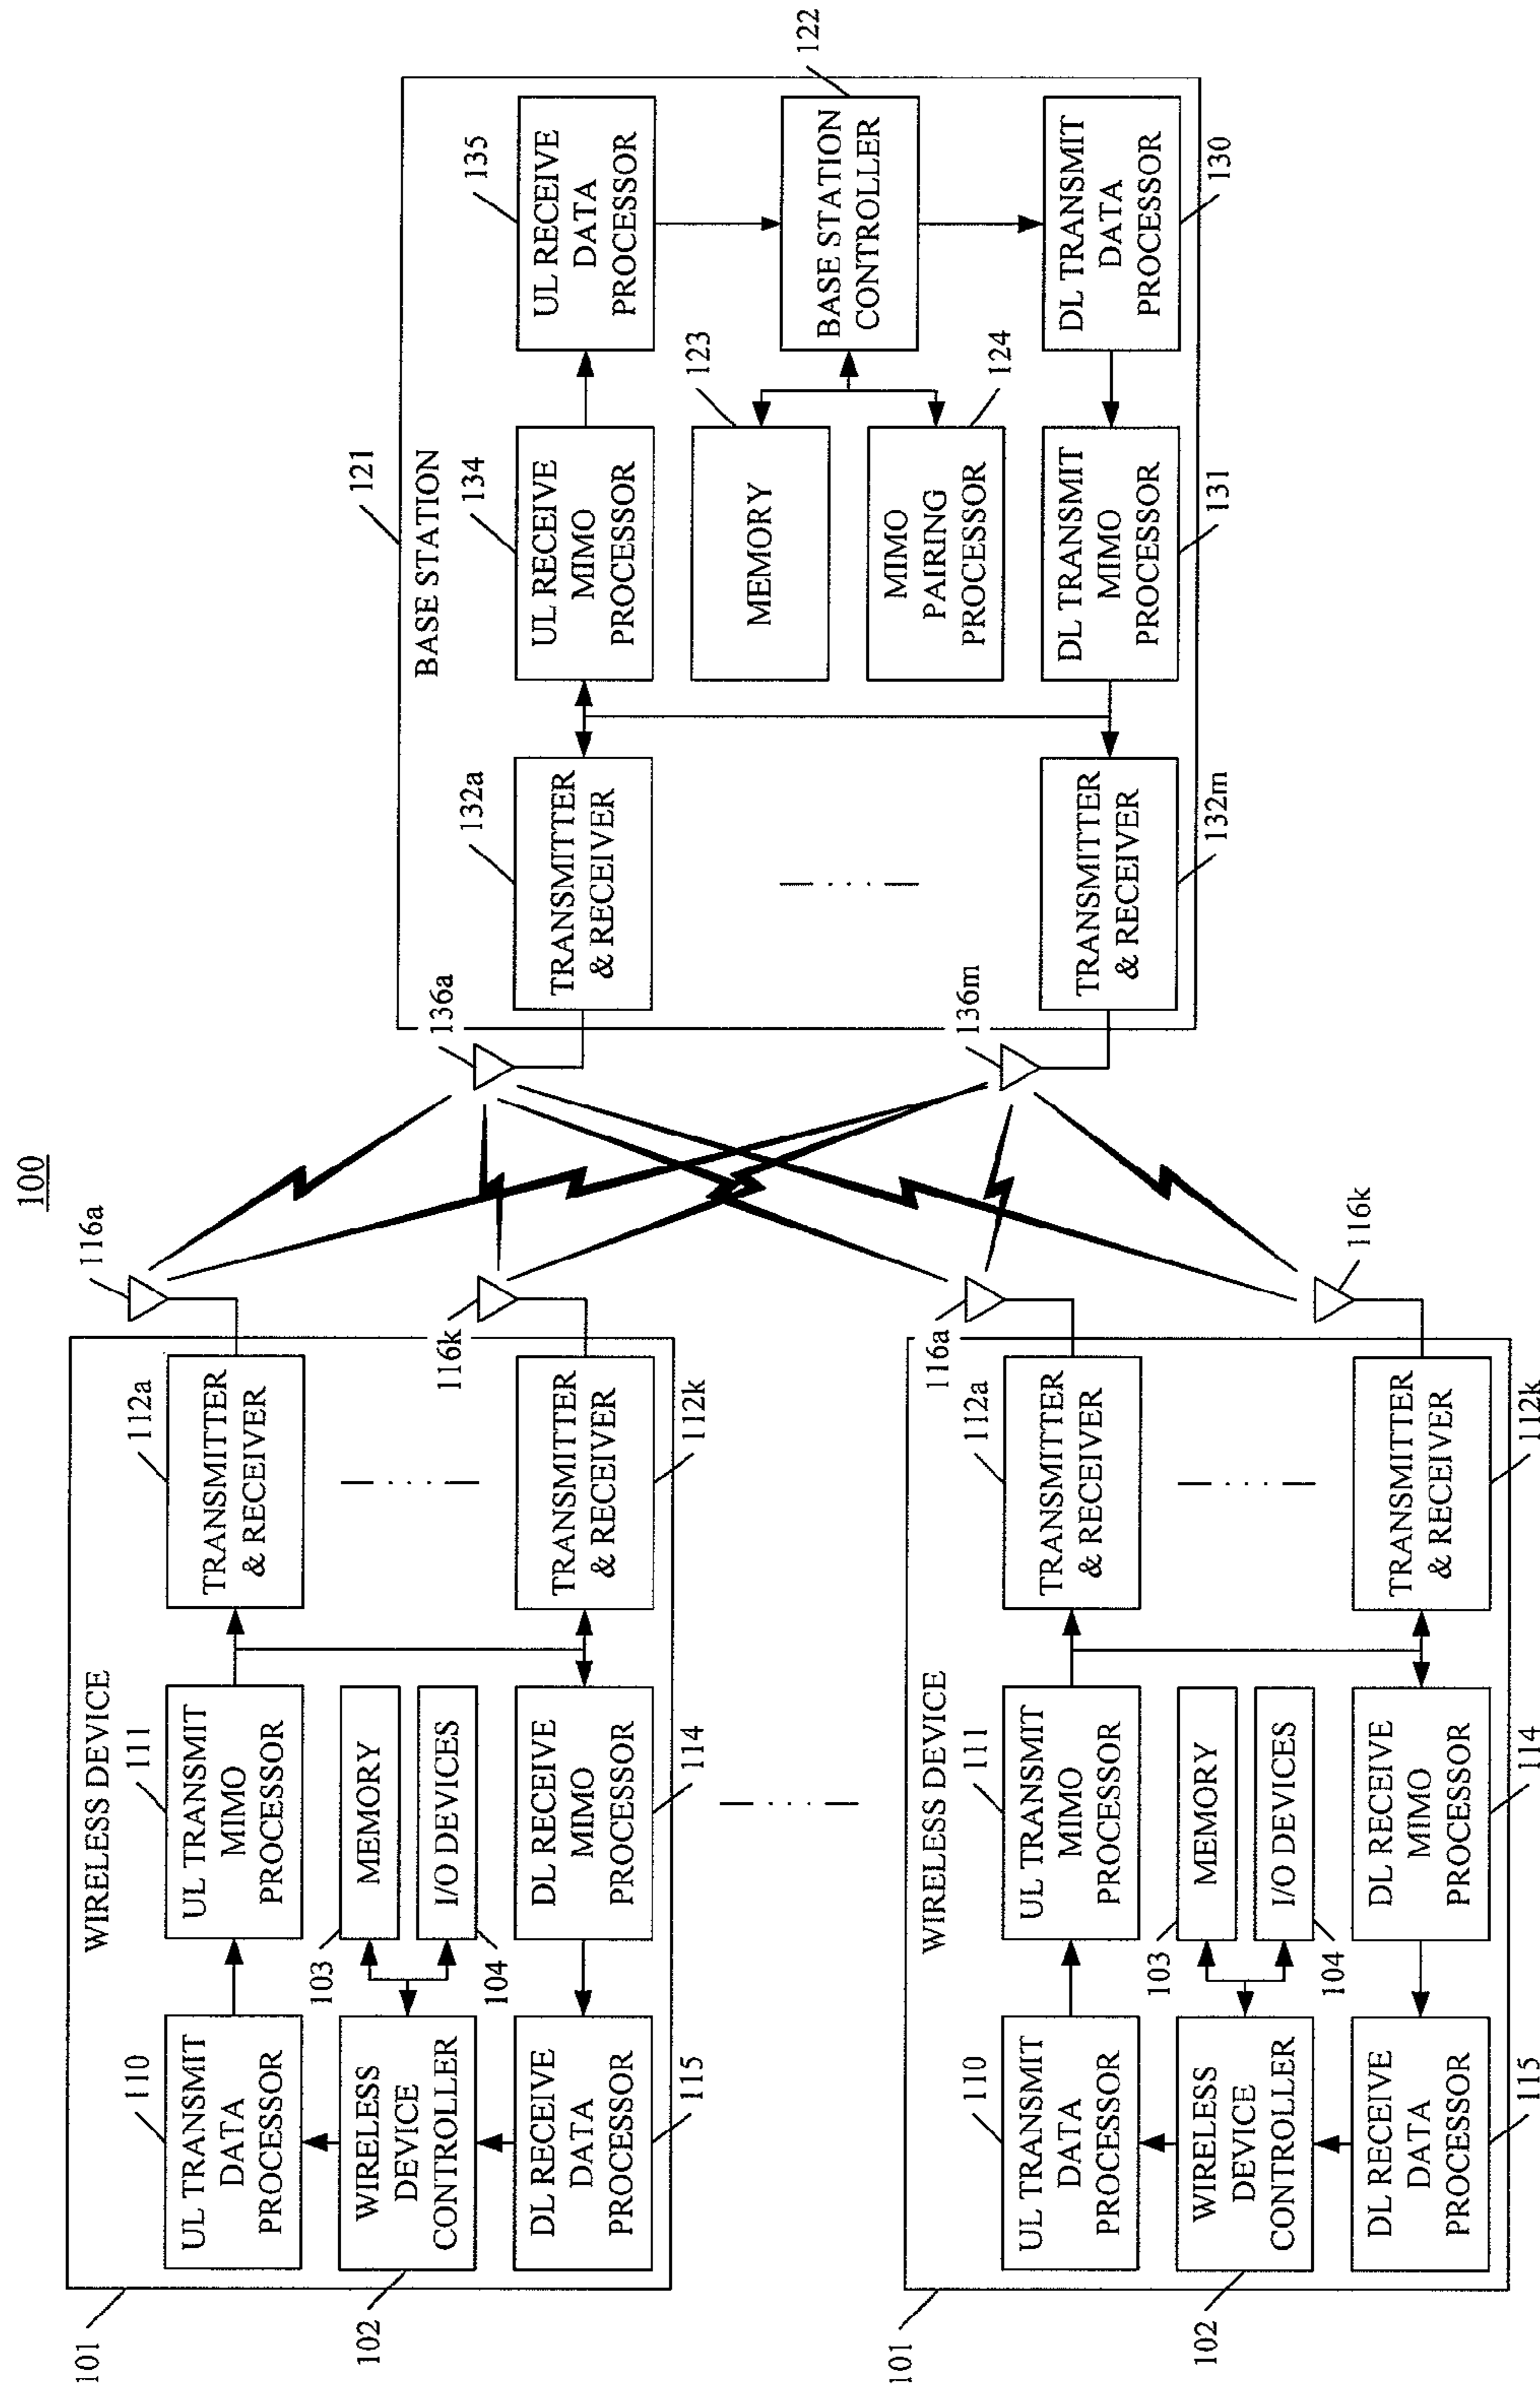 100
WIRELESS DEVICE
101
110
UL TRANSMIT
DATA
PROCESSOR
111
UL TRANSMIT
MIMO
PROCESSOR
112a
TRANSMITTER
& RECEIVER
116a
102
WIRELESS
DEVICE
CONTROLLER
103
MEMORY
104
I/O DEVICES
115
DL RECEIVE
DATA
PROCESSOR
114
DL RECEIVE
MIMO
PROCESSOR
112k
TRANSMITTER
& RECEIVER
116k
WIRELESS DEVICE
101
110
UL TRANSMIT
DATA
PROCESSOR
111
UL TRANSMIT
MIMO
PROCESSOR
112a
TRANSMITTER
& RECEIVER
116a
102
WIRELESS
DEVICE
CONTROLLER
103
MEMORY
104
I/O DEVICES
115
DL RECEIVE
DATA
PROCESSOR
114
DL RECEIVE
MIMO
PROCESSOR
112k
TRANSMITTER
& RECEIVER
116k
121
BASE STATION
136a
132a
TRANSMITTER
& RECEIVER
134
UL RECEIVE
MIMO
PROCESSOR
135
UL RECEIVE
DATA
PROCESSOR
123
MEMORY
122
BASE STATION
CONTROLLER
124
MIMO
PAIRING
PROCESSOR
136m
132m
TRANSMITTER
& RECEIVER
131
DL TRANSMIT
MIMO
PROCESSOR
130
DL TRANSMIT
DATA
PROCESSOR